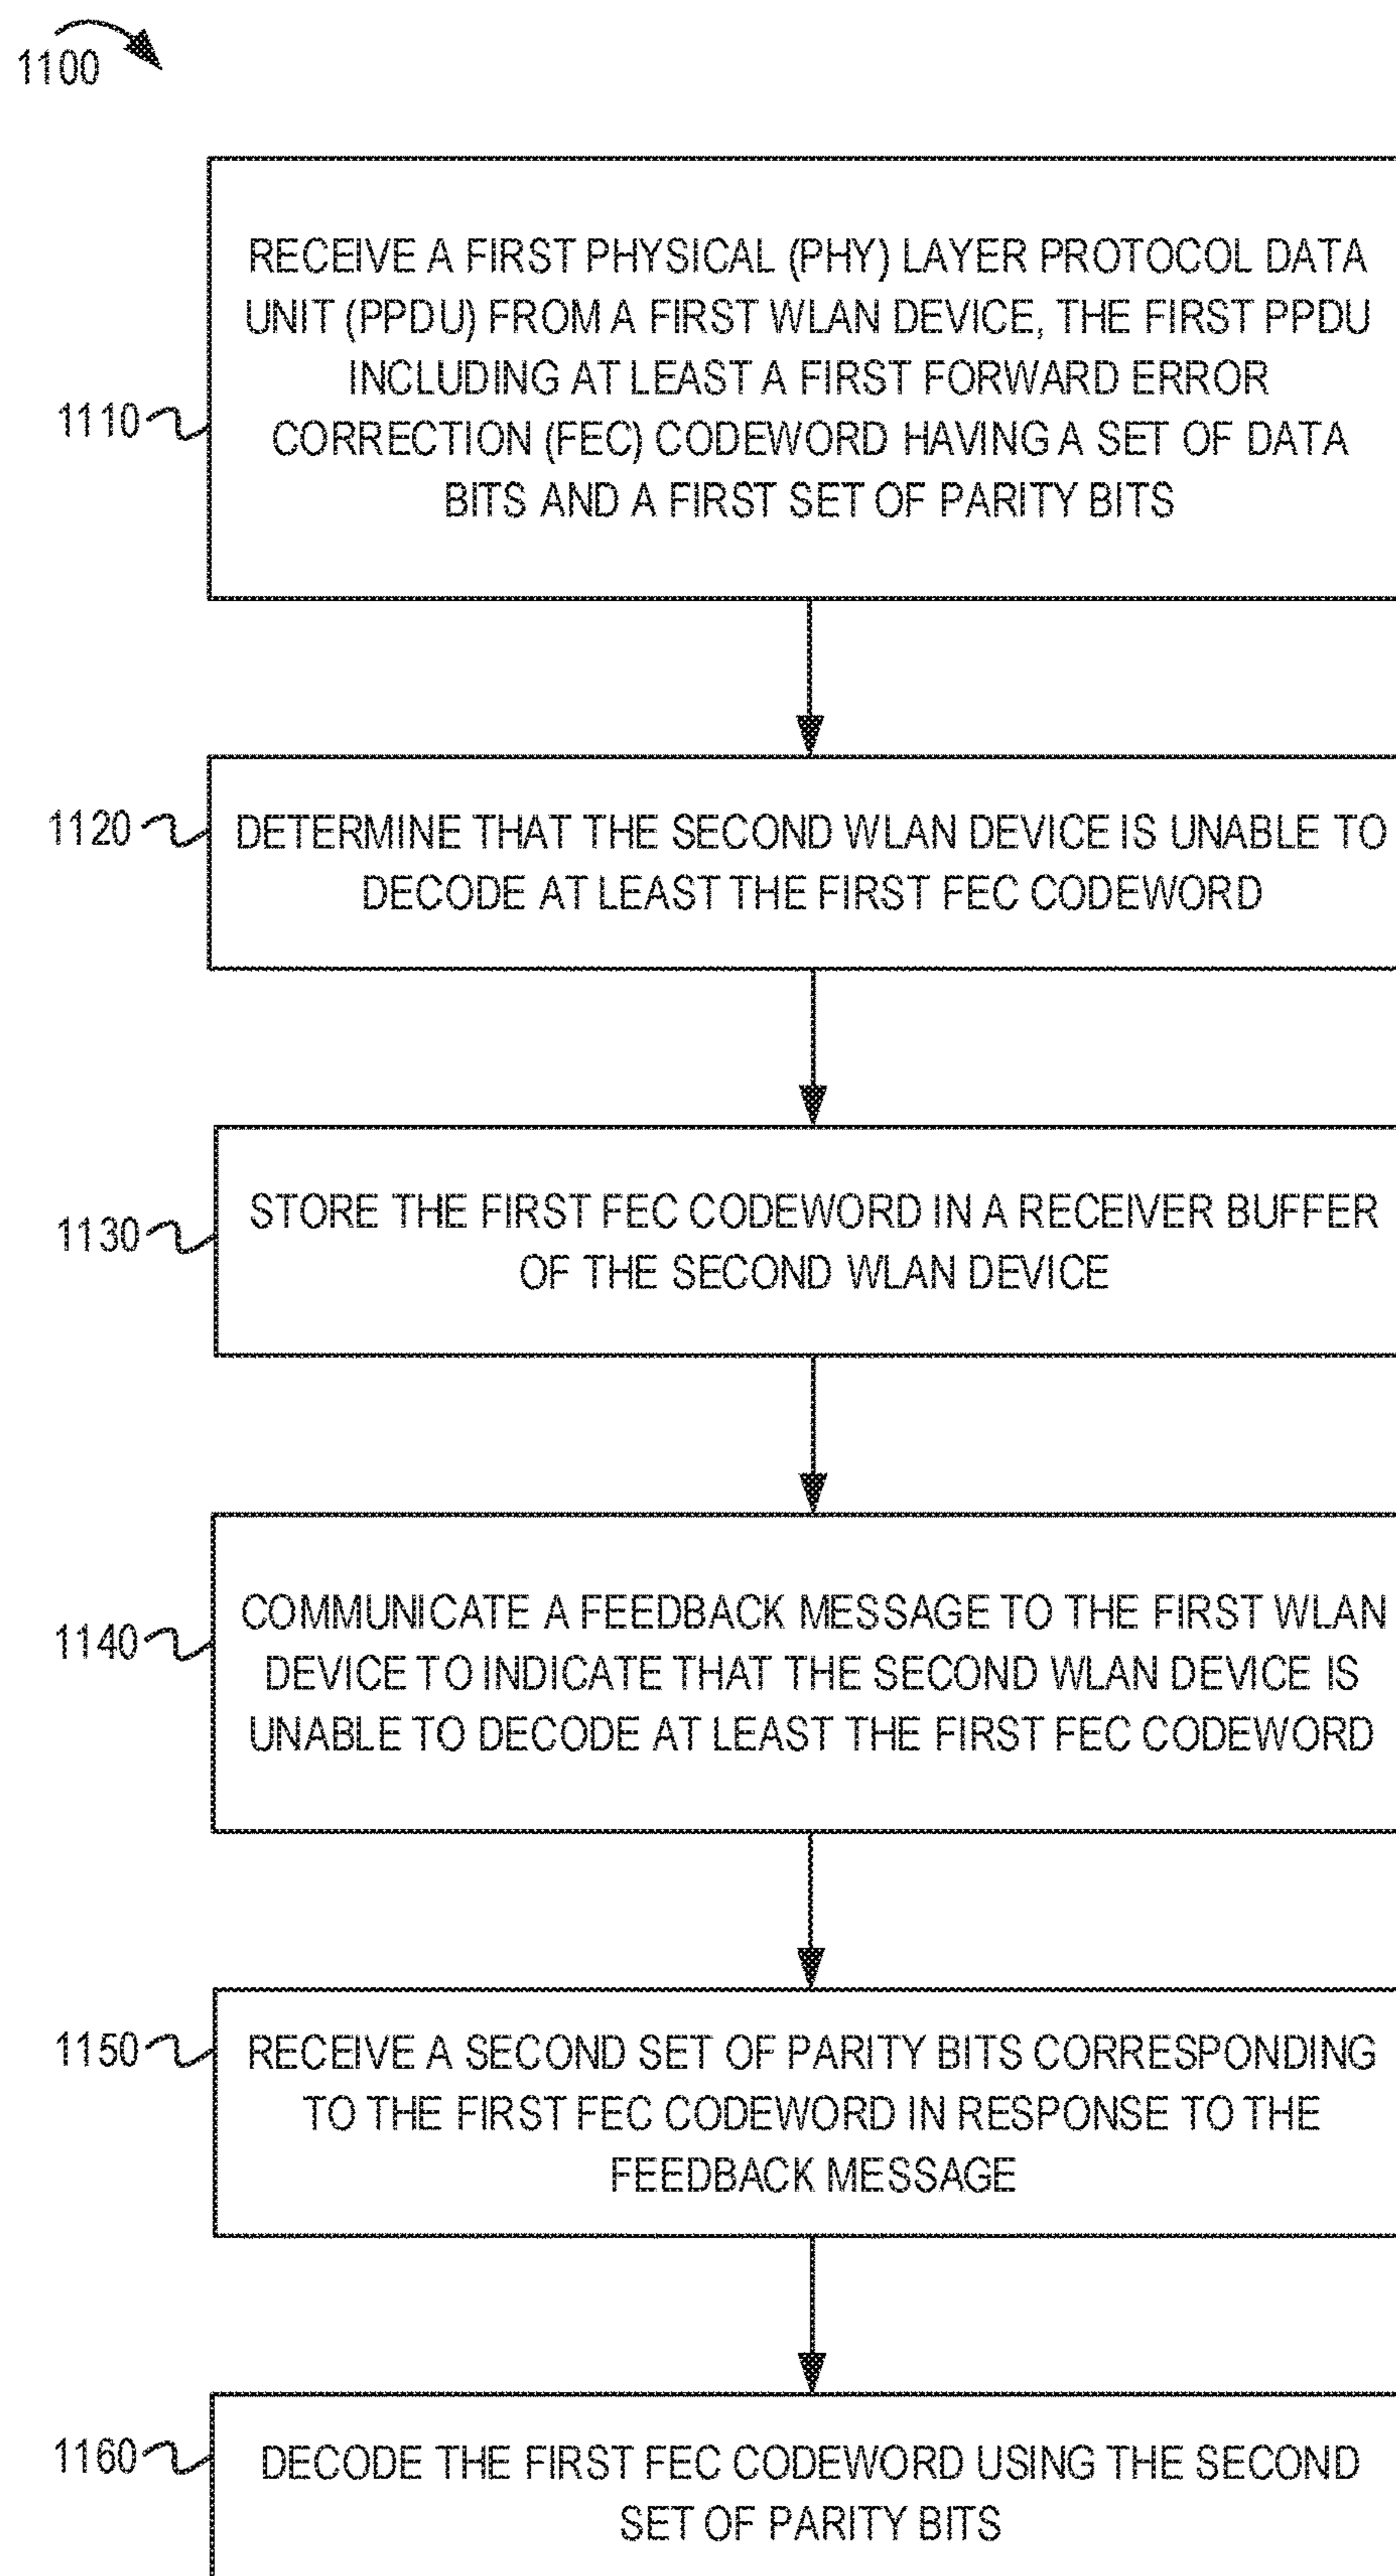 1100
RECEIVE A FIRST PHYSICAL (PHY) LAYER PROTOCOL DATA
UNIT (PPDU) FROM A FIRST WLAN DEVICE, THE FIRST PPDU
INCLUDING AT LEAST A FIRST FORWARD ERROR
1110
CORRECTION (FEC) CODEWORD HAVING A SET OF DATA
BITS AND A FIRST SET OF PARITY BITS
1120
DETERMINE THAT THE SECOND WLAN DEVICE IS UNABLE TO
DECODE AT LEAST THE FIRST FEC CODEWORD
1130
STORE THE FIRST FEC CODEWORD IN A RECEIVER BUFFER
OF THE SECOND WLAN DEVICE
1140
COMMUNICATE A FEEDBACK MESSAGE TO THE FIRST WLAN
DEVICE TO INDICATE THAT THE SECOND WLAN DEVICE IS
UNABLE TO DECODE AT LEAST THE FIRST FEC CODEWORD
1150
RECEIVE A SECOND SET OF PARITY BITS CORRESPONDING
TO THE FIRST FEC CODEWORD IN RESPONSE TO THE
FEEDBACK MESSAGE
1160
DECODE THE FIRST FEC CODEWORD USING THE SECOND
SET OF PARITY BITS